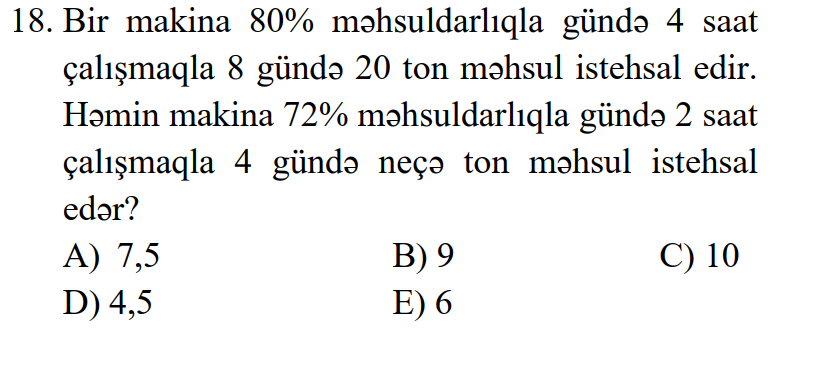 18. Bir makina 80% məhsuldarlıqla gündə 4 saat
çalışmaqla 8 gündə 20 ton məhsul istehsal edir.
Həmin makina 72% məhsuldarlıqla gündə 2 saat
çalışmaqla 4 gündə neçə ton məhsul istehsal
edər?
A) 7,5 B) 9 C) 10
D) 4,5 E) 6